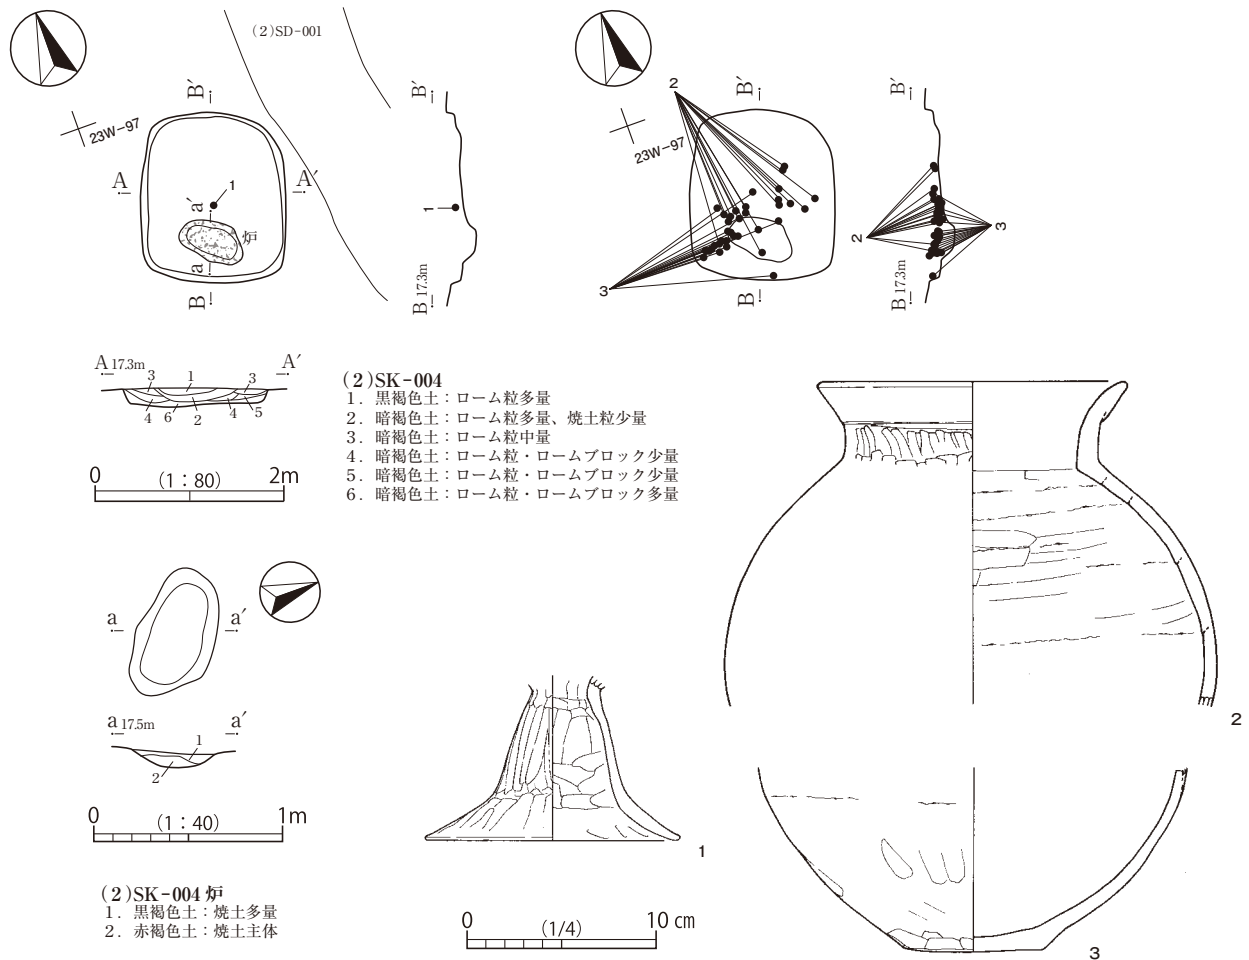 (2)SD-001
B′
B′
23W-97
A
A′
1
a′
炉
a
B
1
B 17.3m
2
B′
B′
23W-97
3
B
2
3
B 17.3m
A 17.3m
A′
3 1 3
4 6 2 4 5
0 (1：80) 2m
(2)SK-004
1. 黒褐色土：ローム粒多量
2. 暗褐色土：ローム粒多量、焼土粒少量
3. 暗褐色土：ローム粒中量
4. 暗褐色土：ローム粒・ロームブロック少量
5. 暗褐色土：ローム粒・ロームブロック少量
6. 暗褐色土：ローム粒・ロームブロック多量
a
a′
a 17.5m
a′
1
2
0 (1：40) 1m
(2)SK-004 炉
1. 黒褐色土：焼土多量
2. 赤褐色土：焼土主体
1
2
3
0 (1/4) 10 cm